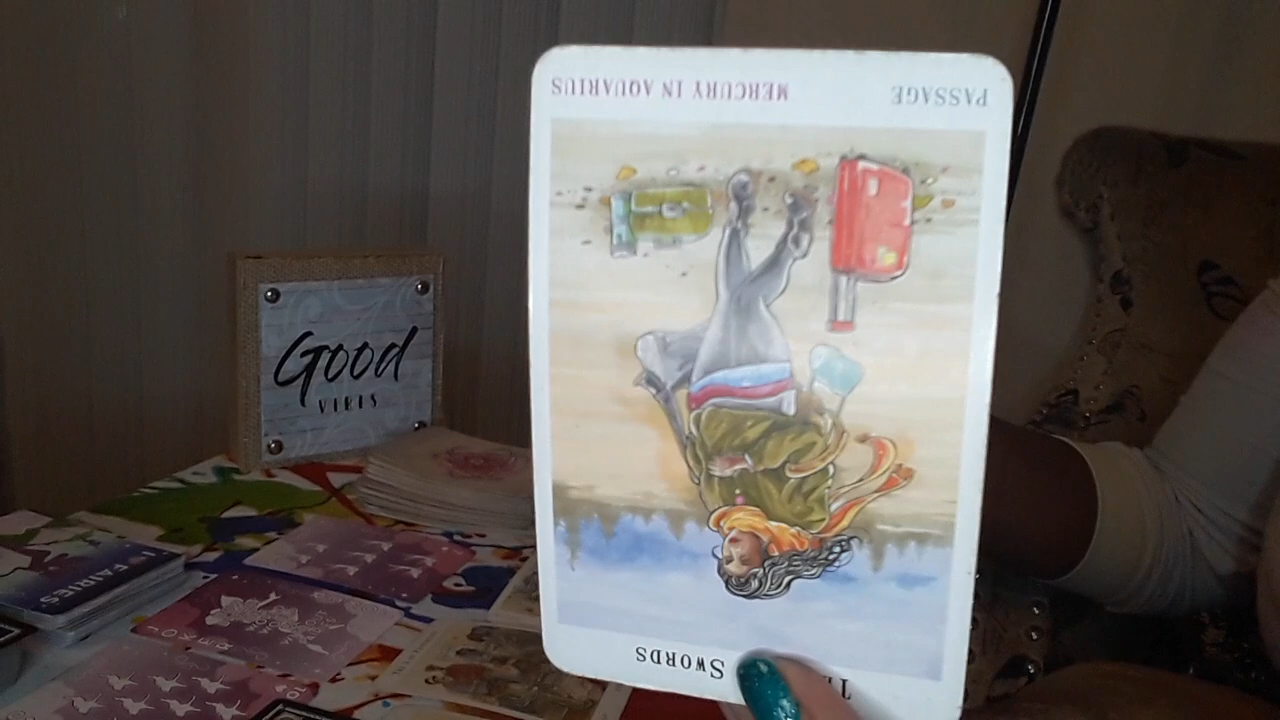 PASSAGE MERCURY IN AQUARIUS
SWORDS
Good
VIBES
FAIRIES